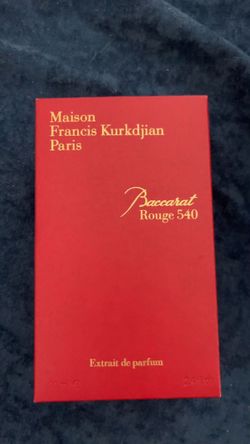 Maison
Francis Kurkdjian
Paris
Baccarat
Rouge 540
Extrait de parfum